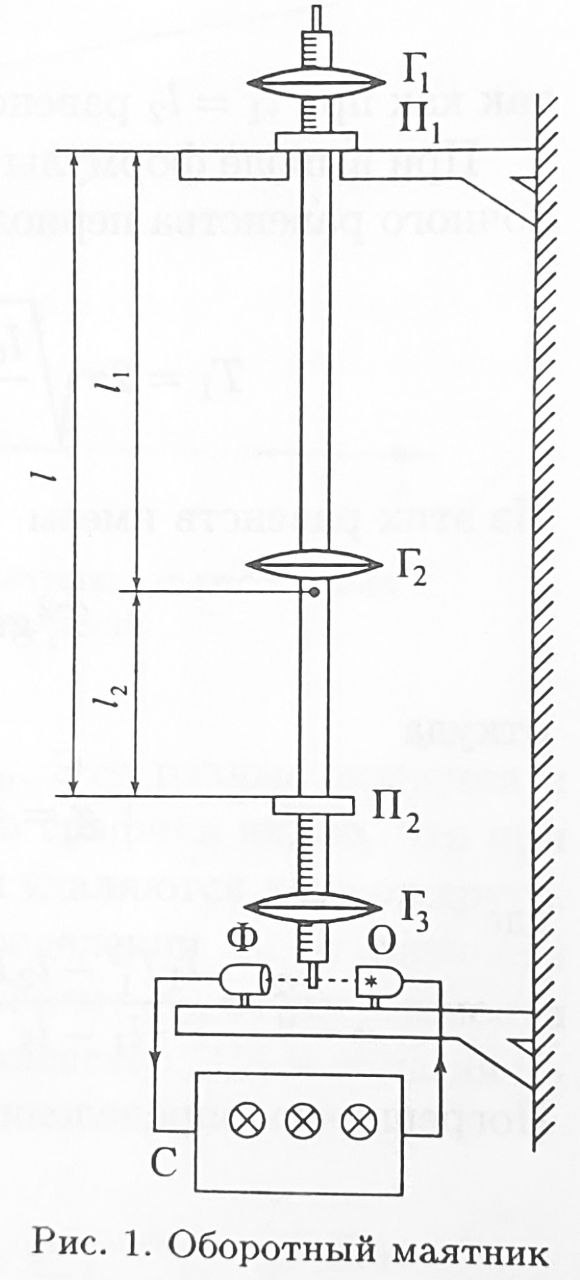 Г₁
П₁
l₁
l
Г₂
l₂
П₂
Г₃
Ф
О
С
Рис. 1. Оборотный маятник